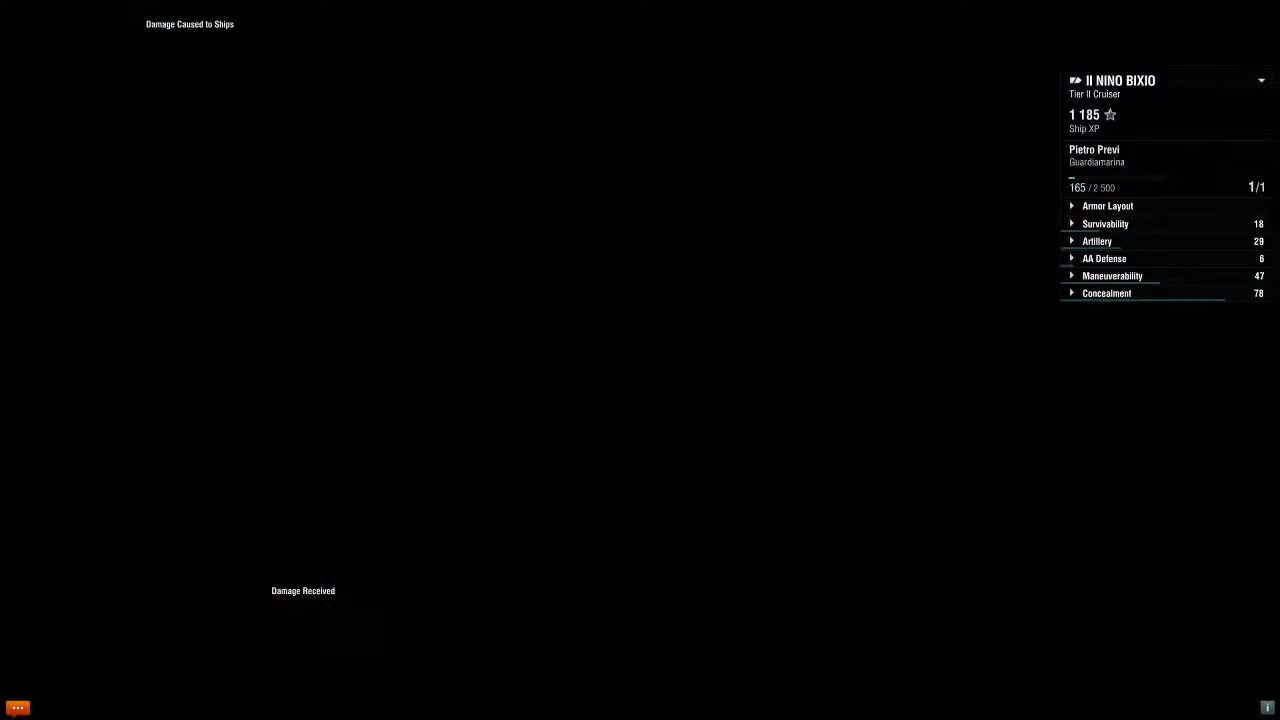 Damage Caused to Ships
II NINO BIXIO
Tier II Cruiser
1 185
Ship XP
Pietro Previ
Guardiamarina
165 / 2 500 1/1
Armor Layout
Survivability 18
Artillery 29
AA Defense 6
Maneuverability 47
Concealment 78
Damage Received